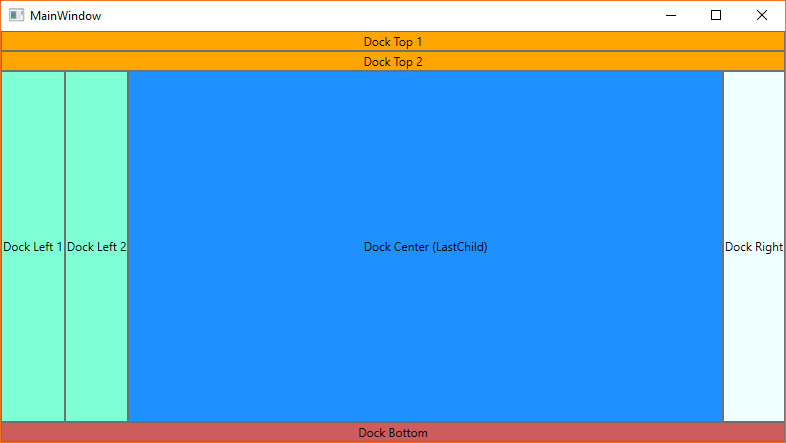 MainWindow
Dock Top 1
Dock Top 2
Dock Left 1
Dock Left 2
Dock Center (LastChild)
Dock Right
Dock Bottom